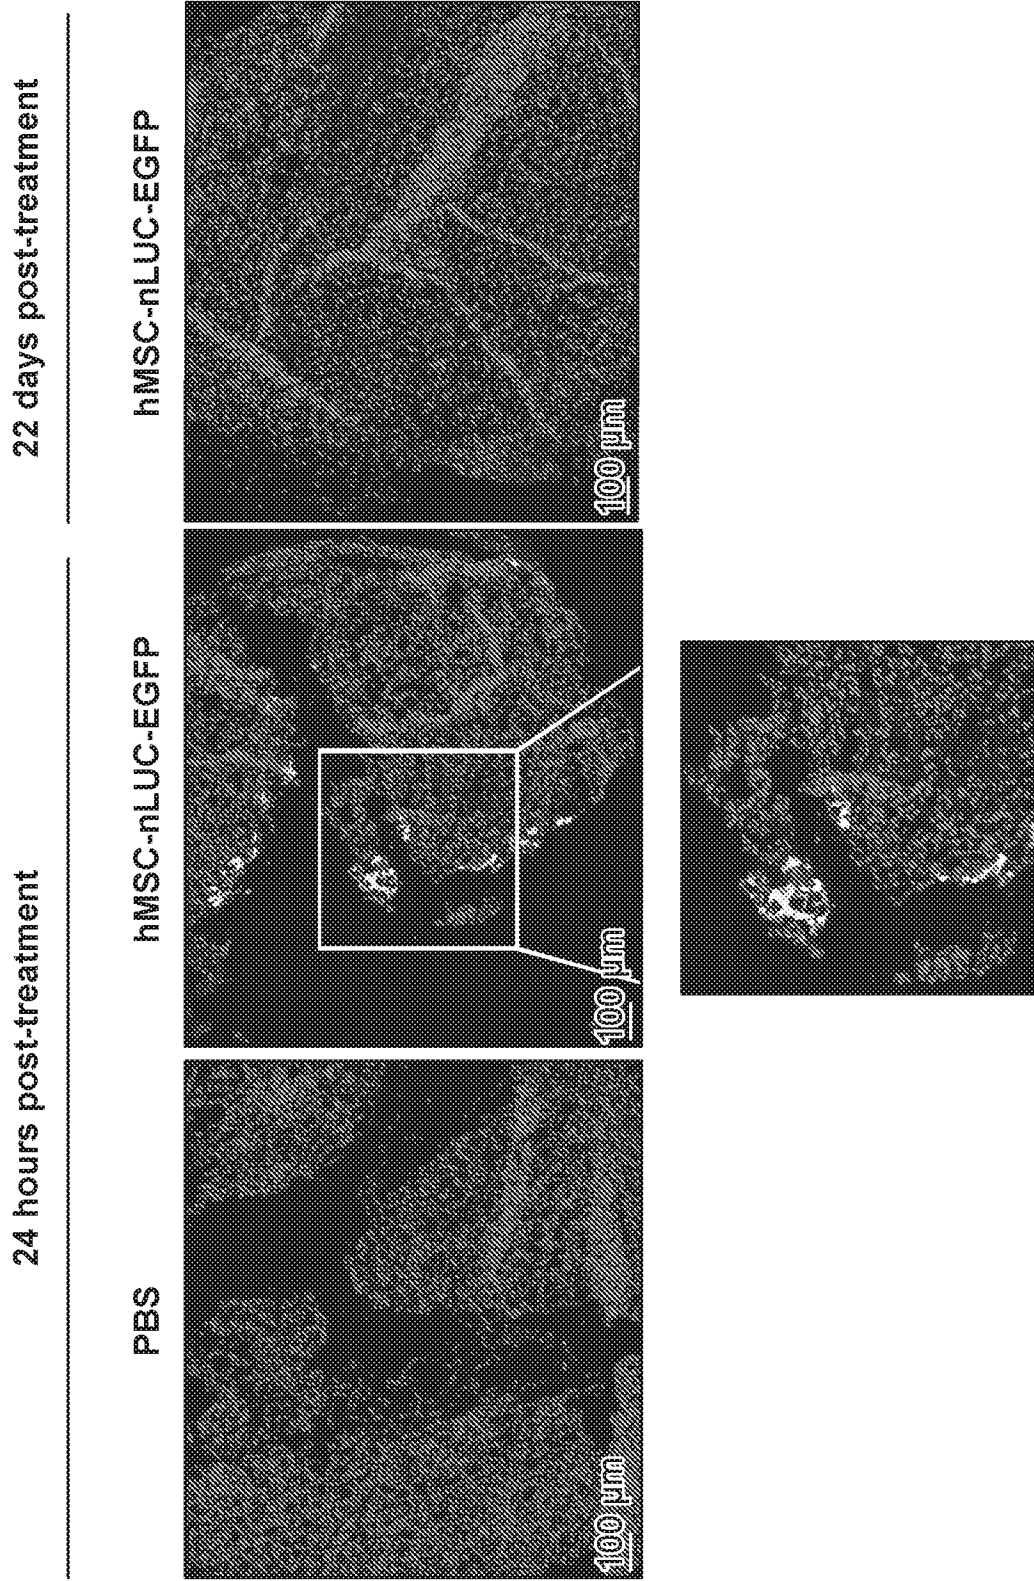 24 hours post-treatment
22 days post-treatment
PBS
hMSC-nLUC-EGFP
hMSC-nLUC-EGFP
100 µm
100 µm
100 µm